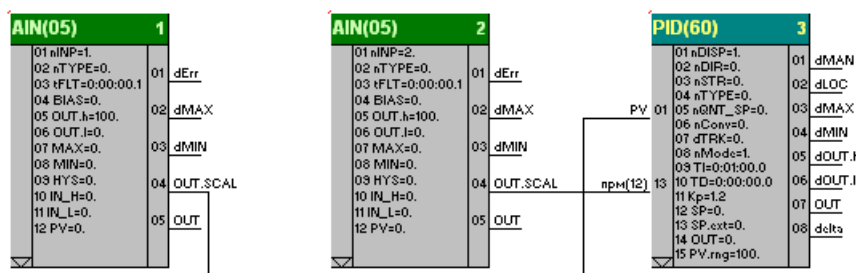 AIN(05) 1
01 nINP=1.
02 nTYPE=0.
03 tFLT=0:00:00.1
04 BIAS=0.
05 OUT.h=100.
06 OUT.l=0.
07 MAX=0.
08 MIN=0.
09 HYS=0.
10 IN_H=0.
11 IN_L=0.
12 PV=0.
01 dErr
02 dMAX
03 dMIN
04 OUT.SCAL
05 OUT
AIN(05) 2
01 nINP=2.
02 nTYPE=0.
03 tFLT=0:00:00.1
04 BIAS=0.
05 OUT.h=100.
06 OUT.l=0.
07 MAX=0.
08 MIN=0.
09 HYS=0.
10 IN_H=0.
11 IN_L=0.
12 PV=0.
01 dErr
02 dMAX
03 dMIN
04 OUT.SCAL
05 OUT
PID(60) 3
PV 01
прм(12) 13
01 nDISP=1.
02 nDIR=0.
03 nSTR=0.
04 nTYPE=0.
05 nQNT_SP=0.
06 nConv=0.
07 dTRK=0.
08 nMode=1.
09 TI=0:01:00.0
10 TD=0:00:00.0
11 Kp=1.2
12 SP=0.
13 SP.ext=0.
14 OUT=0.
15 PV.rng=100.
01 dMAN
02 dLOC
03 dMAX
04 dMIN
05 dOUT.h
06 dOUT.l
07 OUT
08 delta